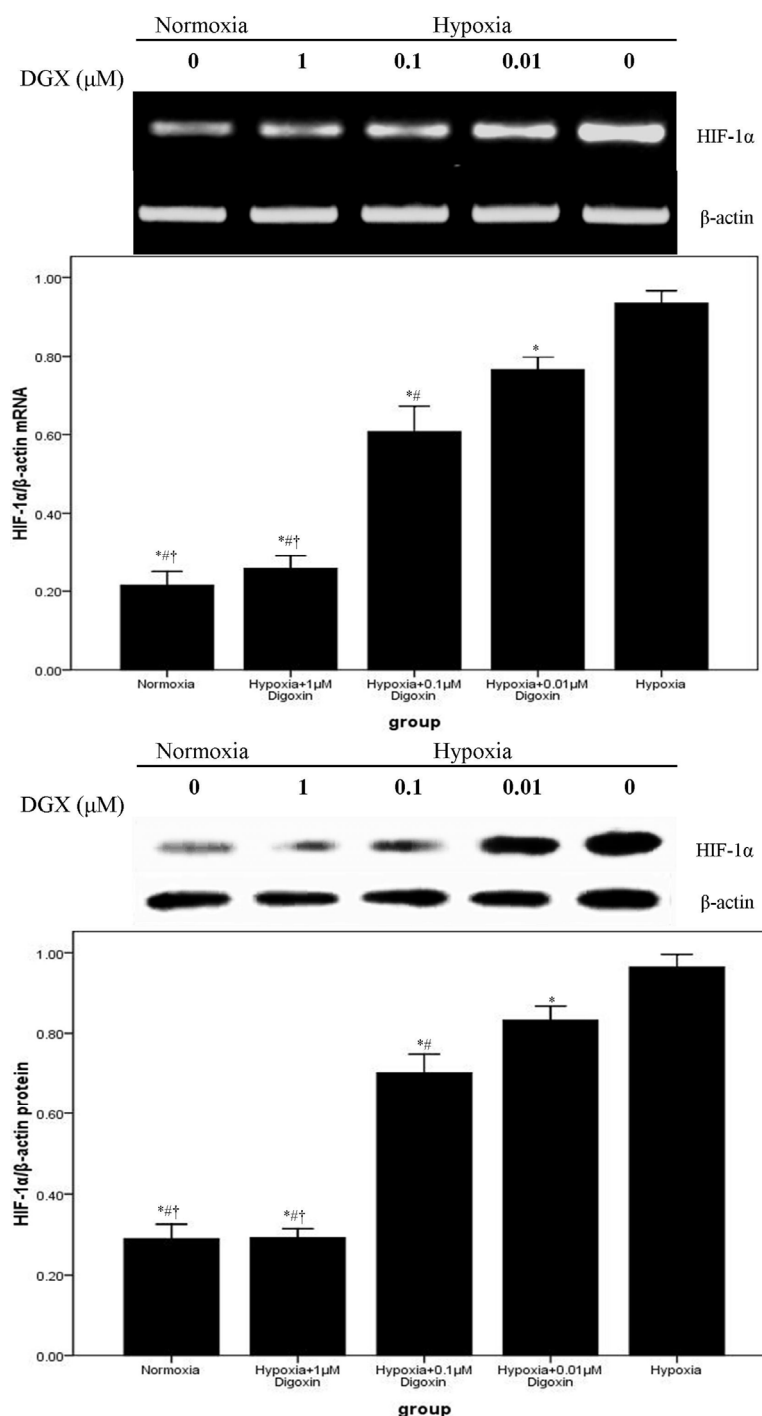 Normoxia Hypoxia
DGX (μM) 0 1 0.1 0.01 0
HIF-1α
β-actin
1.00
0.80
0.60
0.40
0.20
0.00
HIF-1α/β-actin mRNA
*#†
*#†
*#
*
Normoxia Hypoxia+1μM Hypoxia+0.1μM Hypoxia+0.01μM Hypoxia
Digoxin Digoxin Digoxin
group
Normoxia Hypoxia
DGX (μM) 0 1 0.1 0.01 0
HIF-1α
β-actin
1.00
0.80
0.60
0.40
0.20
0.00
HIF-1α/β-actin protein
*#†
*#†
*#
*
Normoxia Hypoxia+1μM Hypoxia+0.1μM Hypoxia+0.01μM Hypoxia
Digoxin Digoxin Digoxin
group